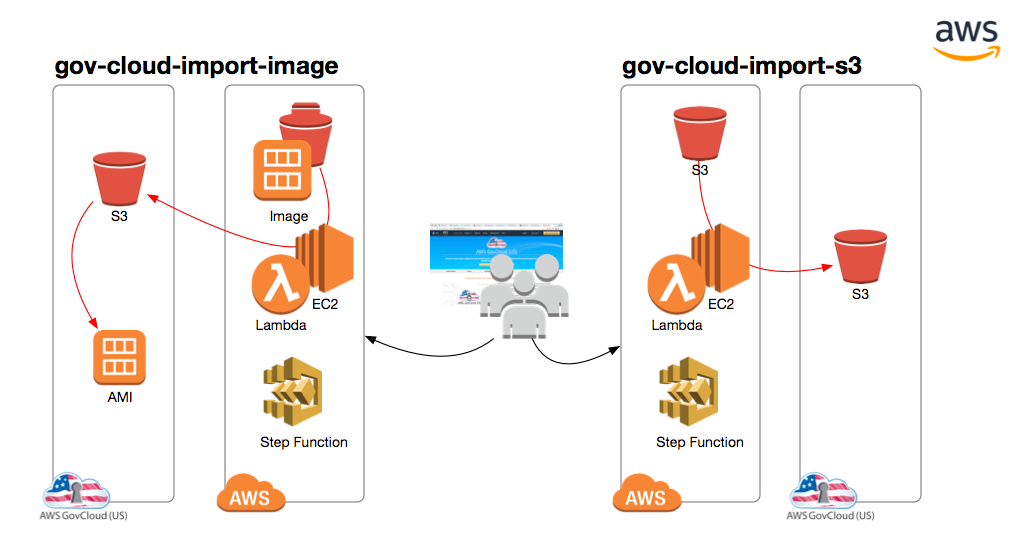 aws
gov-cloud-import-image
gov-cloud-import-s3
S3
Image
EC2
Lambda
AMI
Step Function
AWS GovCloud (US)
AWS
AWS GovCloud (US)
S3
EC2
Lambda
Step Function
AWS
S3
AWS GovCloud (US)